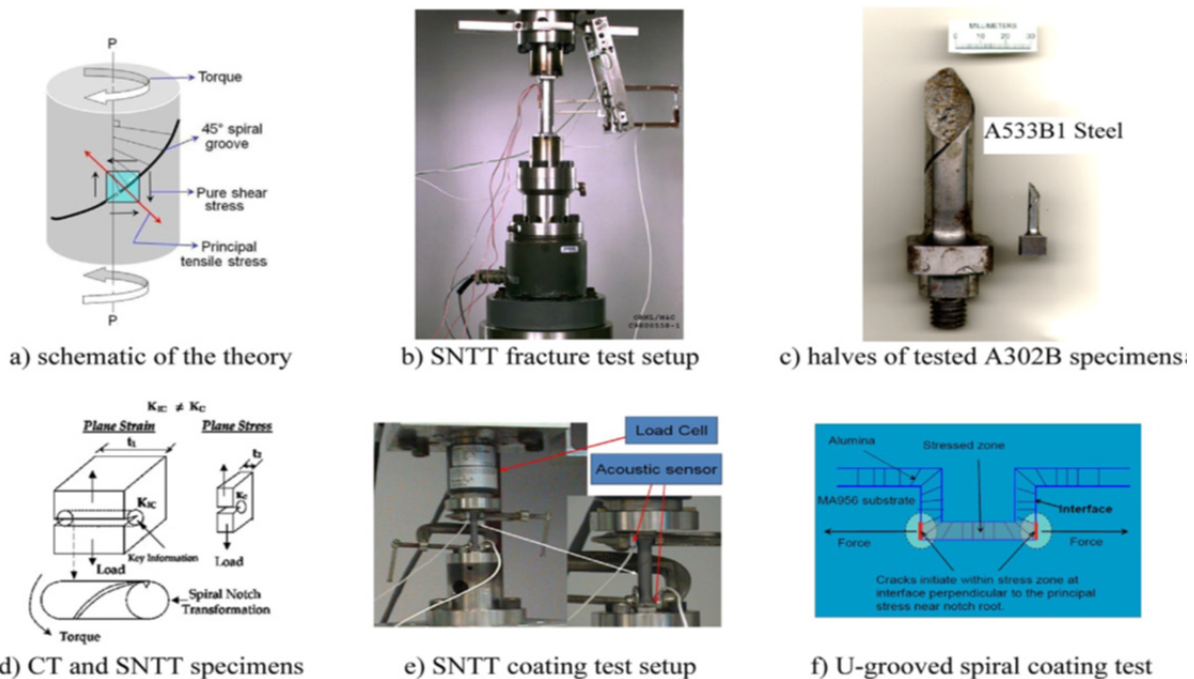 P
Torque
45° spiral
groove
Pure shear
stress
Principal
tensile stress
P
a) schematic of the theory
b) SNTT fracture test setup
MILLIMETERS
0 10 20 30
A533B1 Steel
c) halves of tested A302B specimens
K_IC ≠ K_C
Plane Strain
Plane Stress
t₁
t₂
K_IC
K_C
Key Information
Load
Load
Spiral Notch
Transformation
Torque
d) CT and SNTT specimens
Load Cell
Acoustic sensor
e) SNTT coating test setup
Alumina
Stressed zone
MA956 substrate
Interface
Force
Force
Cracks initiate within stress zone at
interface perpendicular to the principal
stress near notch root.
f) U-grooved spiral coating test